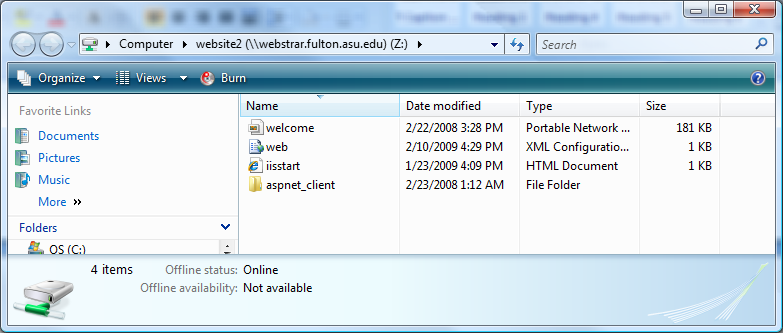 Computer website2 (\\webstrar.fulton.asu.edu) (Z:)
Search
Organize Views Burn
Favorite Links
Documents
Pictures
Music
More »
Folders
OS (C:)
Name Date modified Type Size
welcome 2/22/2008 3:28 PM Portable Network ... 181 KB
web 2/10/2009 4:29 PM XML Configuratio... 1 KB
iisstart 1/23/2009 4:09 PM HTML Document 1 KB
aspnet_client 2/23/2008 1:12 AM File Folder
4 items Offline status: Online
Offline availability: Not available